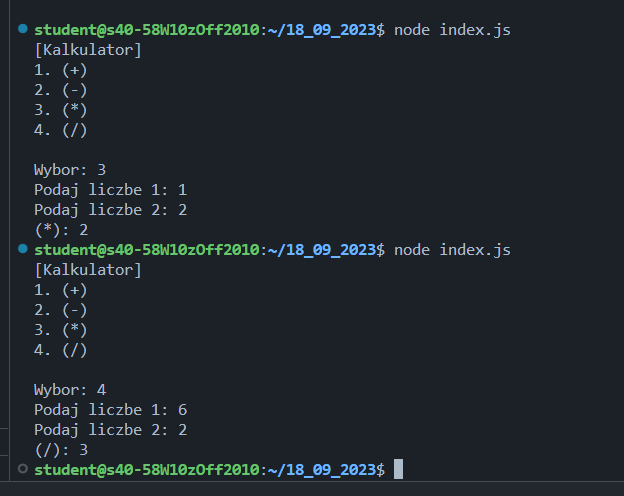 student@s40-58W10zOff2010:~/18_09_2023$ node index.js
[Kalkulator]
1. (+)
2. (-)
3. (*)
4. (/)
Wybor: 3
Podaj liczbe 1: 1
Podaj liczbe 2: 2
(*): 2
student@s40-58W10zOff2010:~/18_09_2023$ node index.js
[Kalkulator]
1. (+)
2. (-)
3. (*)
4. (/)
Wybor: 4
Podaj liczbe 1: 6
Podaj liczbe 2: 2
(/): 3
student@s40-58W10zOff2010:~/18_09_2023$